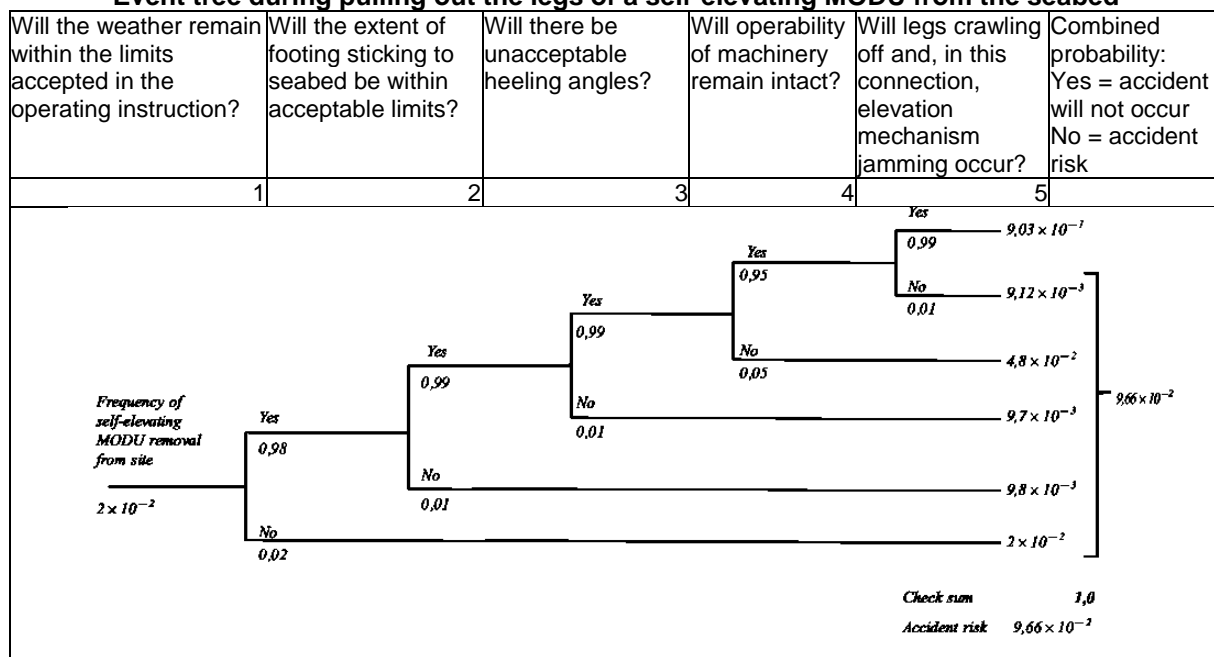 Event tree during pulling out the legs of a self-elevating MODU from the seabed
Will the weather remain
within the limits
accepted in the
operating instruction?
Will the extent of
footing sticking to
seabed be within
acceptable limits?
Will there be
unacceptable
heeling angles?
Will operability
of machinery
remain intact?
Will legs crawling
off and, in this
connection,
elevation
mechanism
jamming occur?
Combined
probability:
Yes = accident
will not occur
No = accident
risk
1
2
3
4
5
Yes
0,99
9,03 × 10⁻¹
Yes
0,95
No
0,01
9,12 × 10⁻³
Yes
0,99
No
0,05
4,8 × 10⁻²
Yes
0,99
9,66 × 10⁻²
Frequency of
self-elevating
MODU removal
from site
No
0,01
9,7 × 10⁻³
Yes
0,98
No
0,01
9,8 × 10⁻³
2 × 10⁻²
No
0,02
2 × 10⁻²
Check sum 1,0
Accident risk 9,66 × 10⁻²